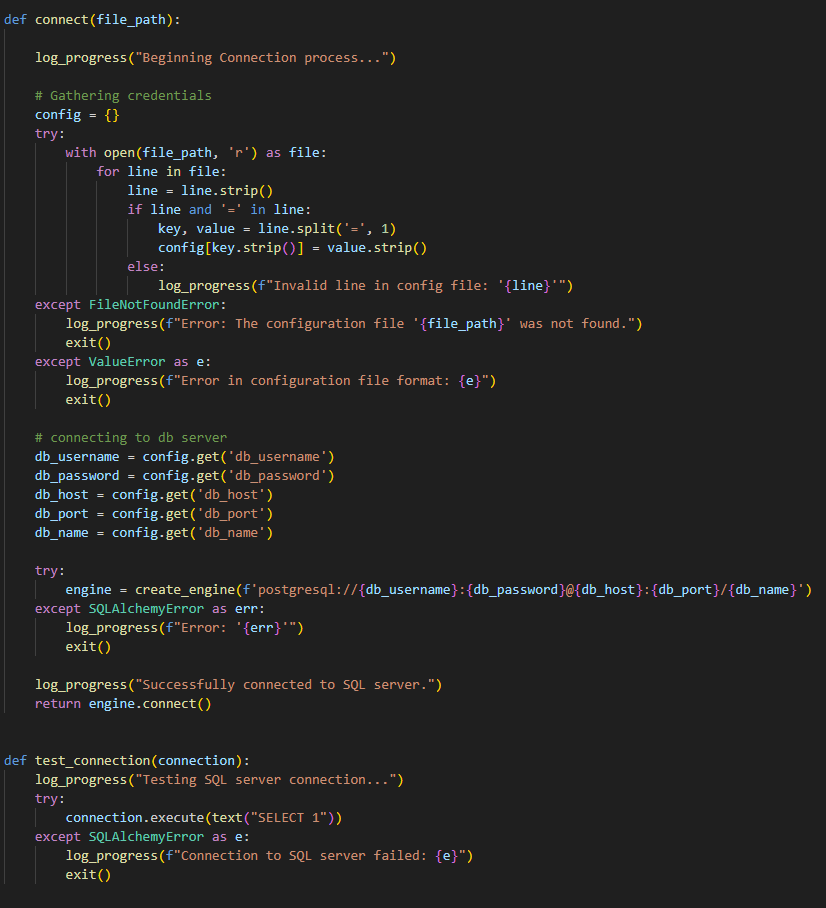 def connect(file_path):
    log_progress("Beginning Connection process...")
    # Gathering credentials
    config = {}
    try:
        with open(file_path, 'r') as file:
            for line in file:
                line = line.strip()
                if line and '=' in line:
                    key, value = line.split('=', 1)
                    config[key.strip()] = value.strip()
                else:
                    log_progress(f"Invalid line in config file: '{line}'")
    except FileNotFoundError:
        log_progress(f"Error: The configuration file '{file_path}' was not found.")
        exit()
    except ValueError as e:
        log_progress(f"Error in configuration file format: {e}")
        exit()
    # connecting to db server
    db_username = config.get('db_username')
    db_password = config.get('db_password')
    db_host = config.get('db_host')
    db_port = config.get('db_port')
    db_name = config.get('db_name')
    try:
        engine = create_engine(f'postgresql://{db_username}:{db_password}@{db_host}:{db_port}/{db_name}')
    except SQLAlchemyError as err:
        log_progress(f"Error: '{err}'")
        exit()
    log_progress("Successfully connected to SQL server.")
    return engine.connect()
def test_connection(connection):
    log_progress("Testing SQL server connection...")
    try:
        connection.execute(text("SELECT 1"))
    except SQLAlchemyError as e:
        log_progress(f"Connection to SQL server failed: {e}")
        exit()